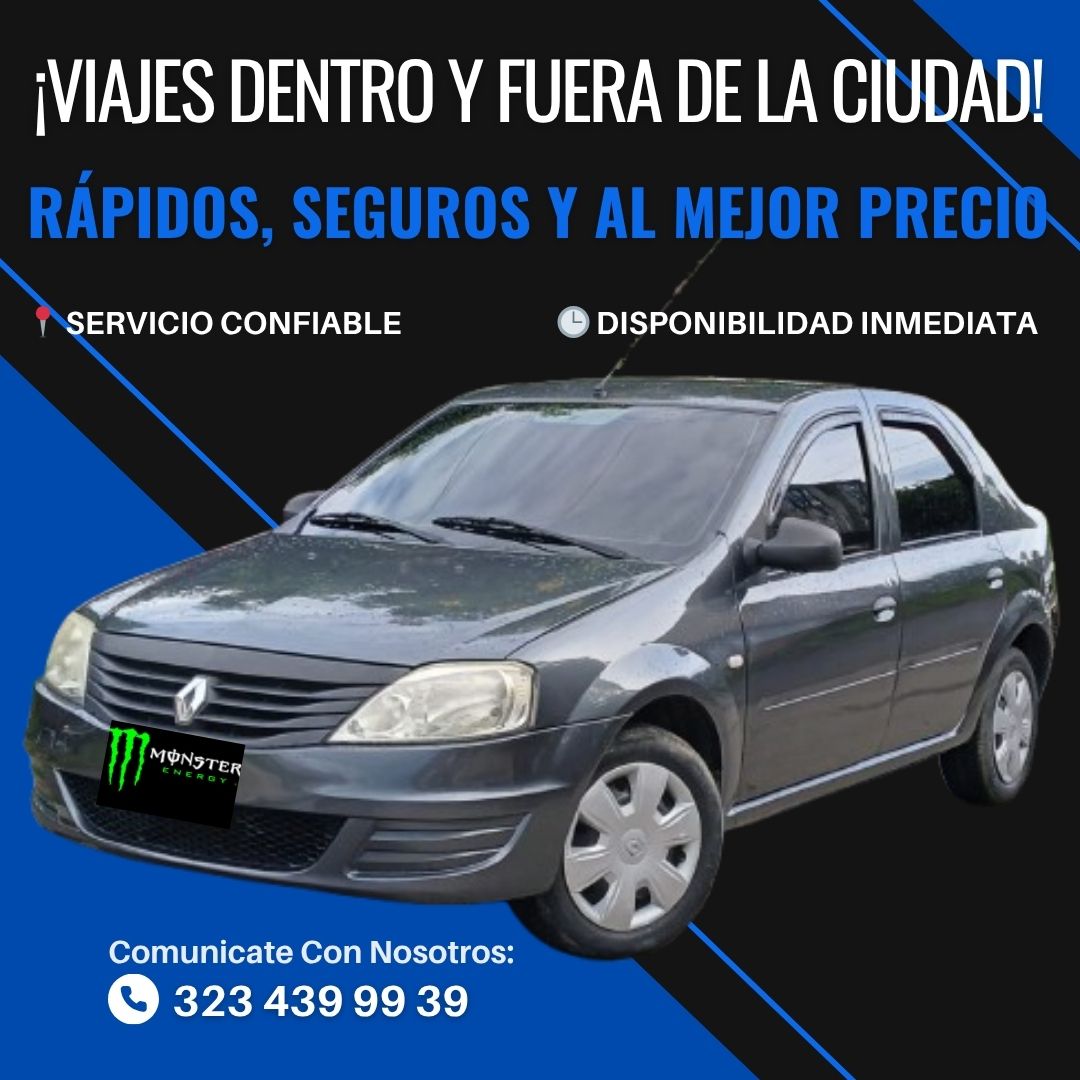 ¡VIAJES DENTRO Y FUERA DE LA CIUDAD!
RÁPIDOS, SEGUROS Y AL MEJOR PRECIO
📍 SERVICIO CONFIABLE
🕒 DISPONIBILIDAD INMEDIATA
MONSTER
ENERGY
Comunicate Con Nosotros:
323 439 99 39